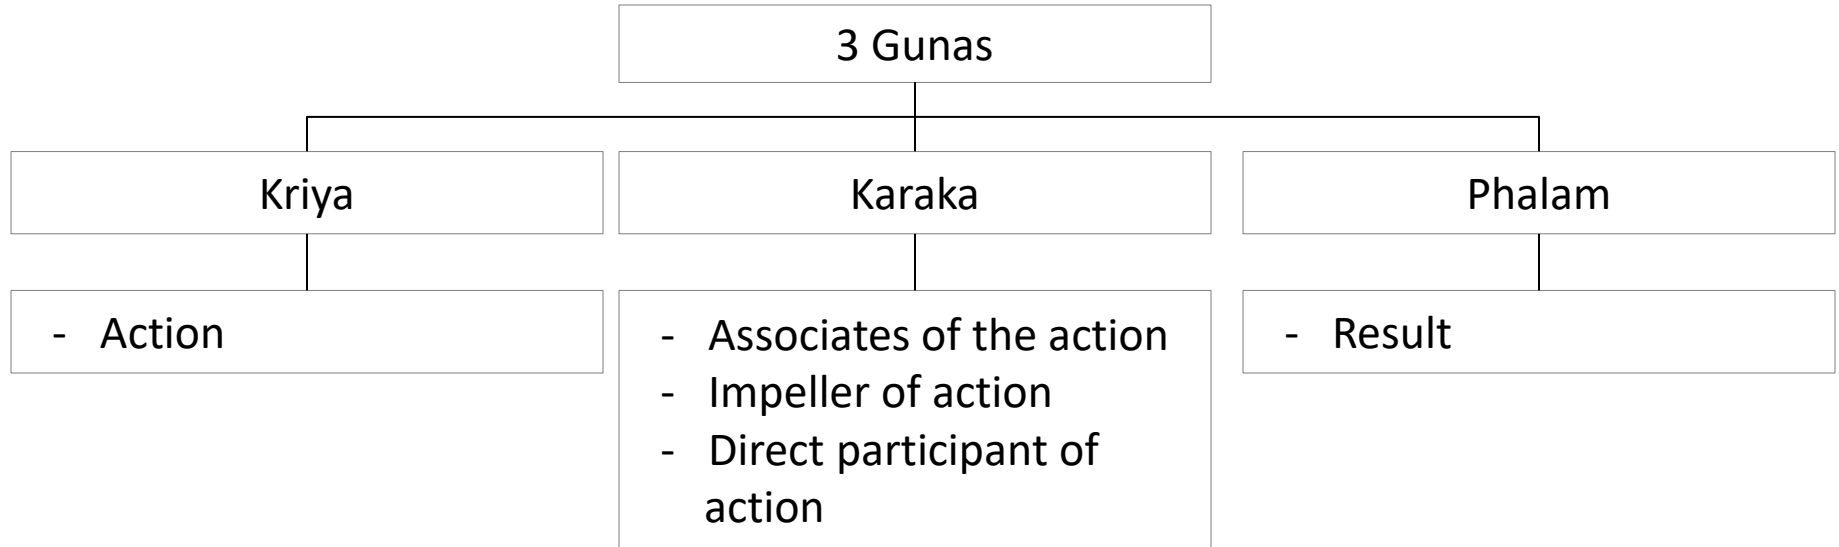 3 Gunas
Kriya
Karaka
Phalam
- Action
- Associates of the action
- Impeller of action
- Direct participant of
action
- Result